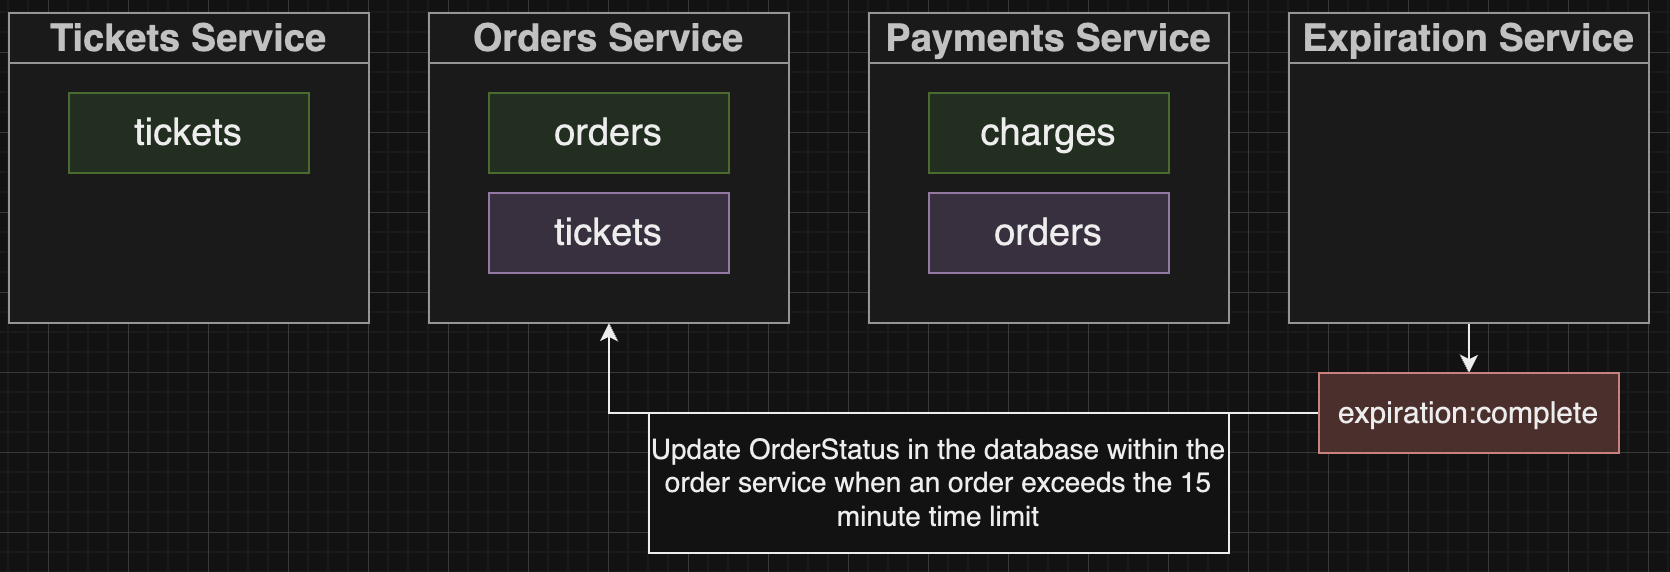 Tickets Service
Orders Service
Payments Service
Expiration Service
tickets
orders
charges
tickets
orders
expiration:complete
Update OrderStatus in the database within the
order service when an order exceeds the 15
minute time limit